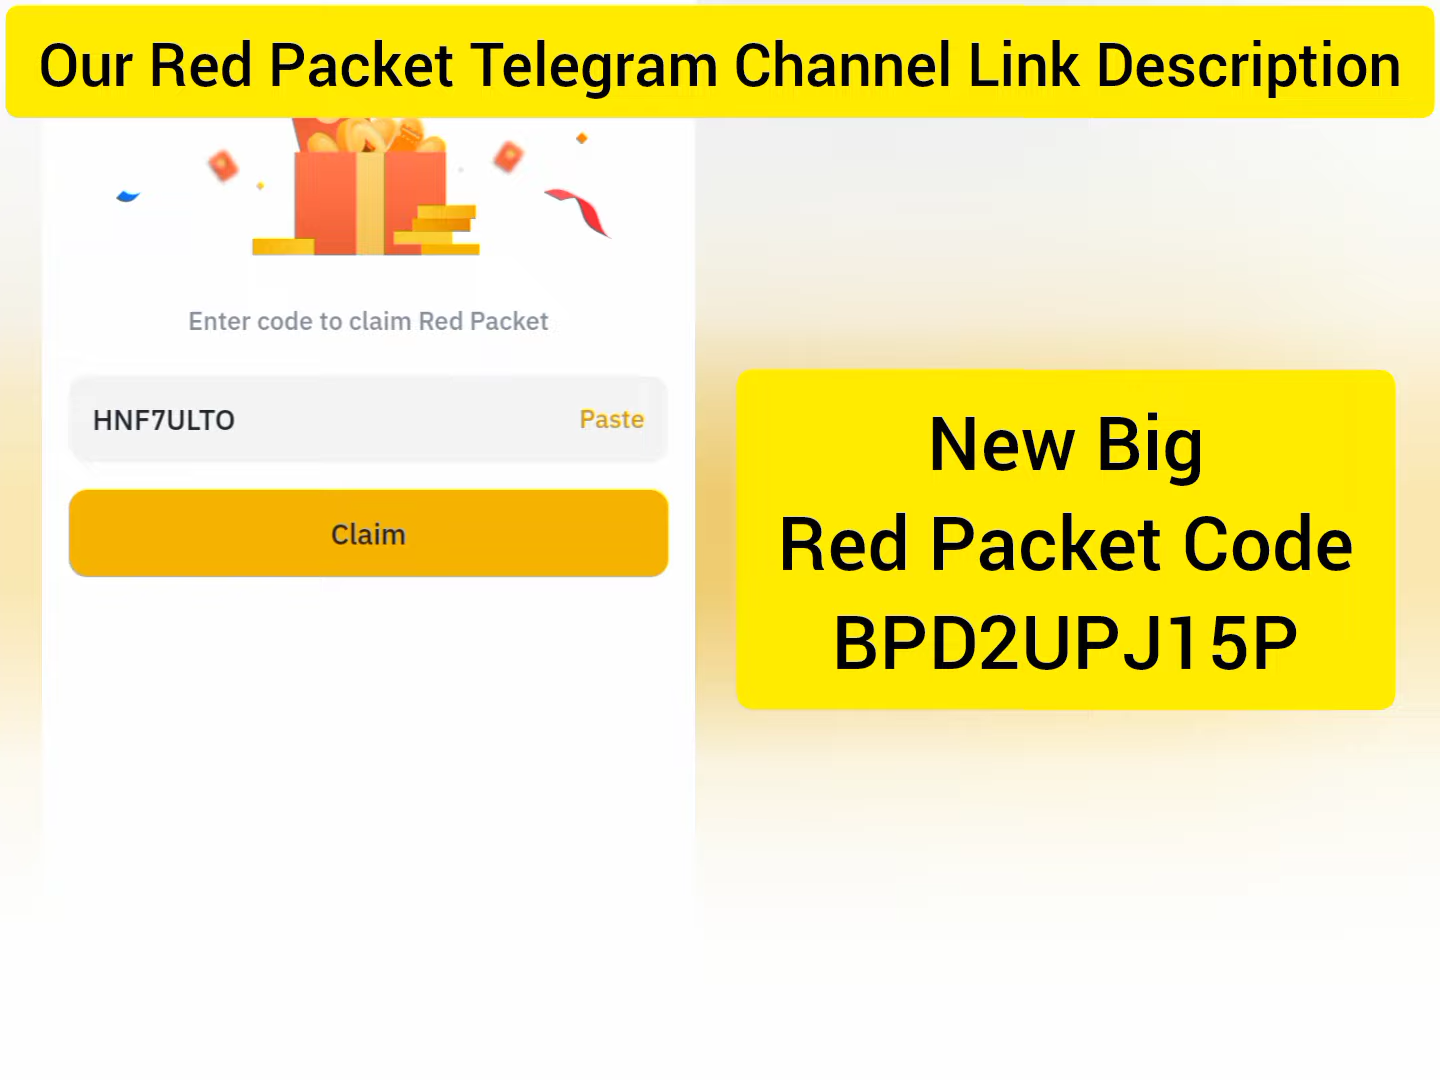 Our Red Packet Telegram Channel Link Description
Enter code to claim Red Packet
HNF7ULTO
Paste
Claim
New Big
Red Packet Code
BPD2UPJ15P